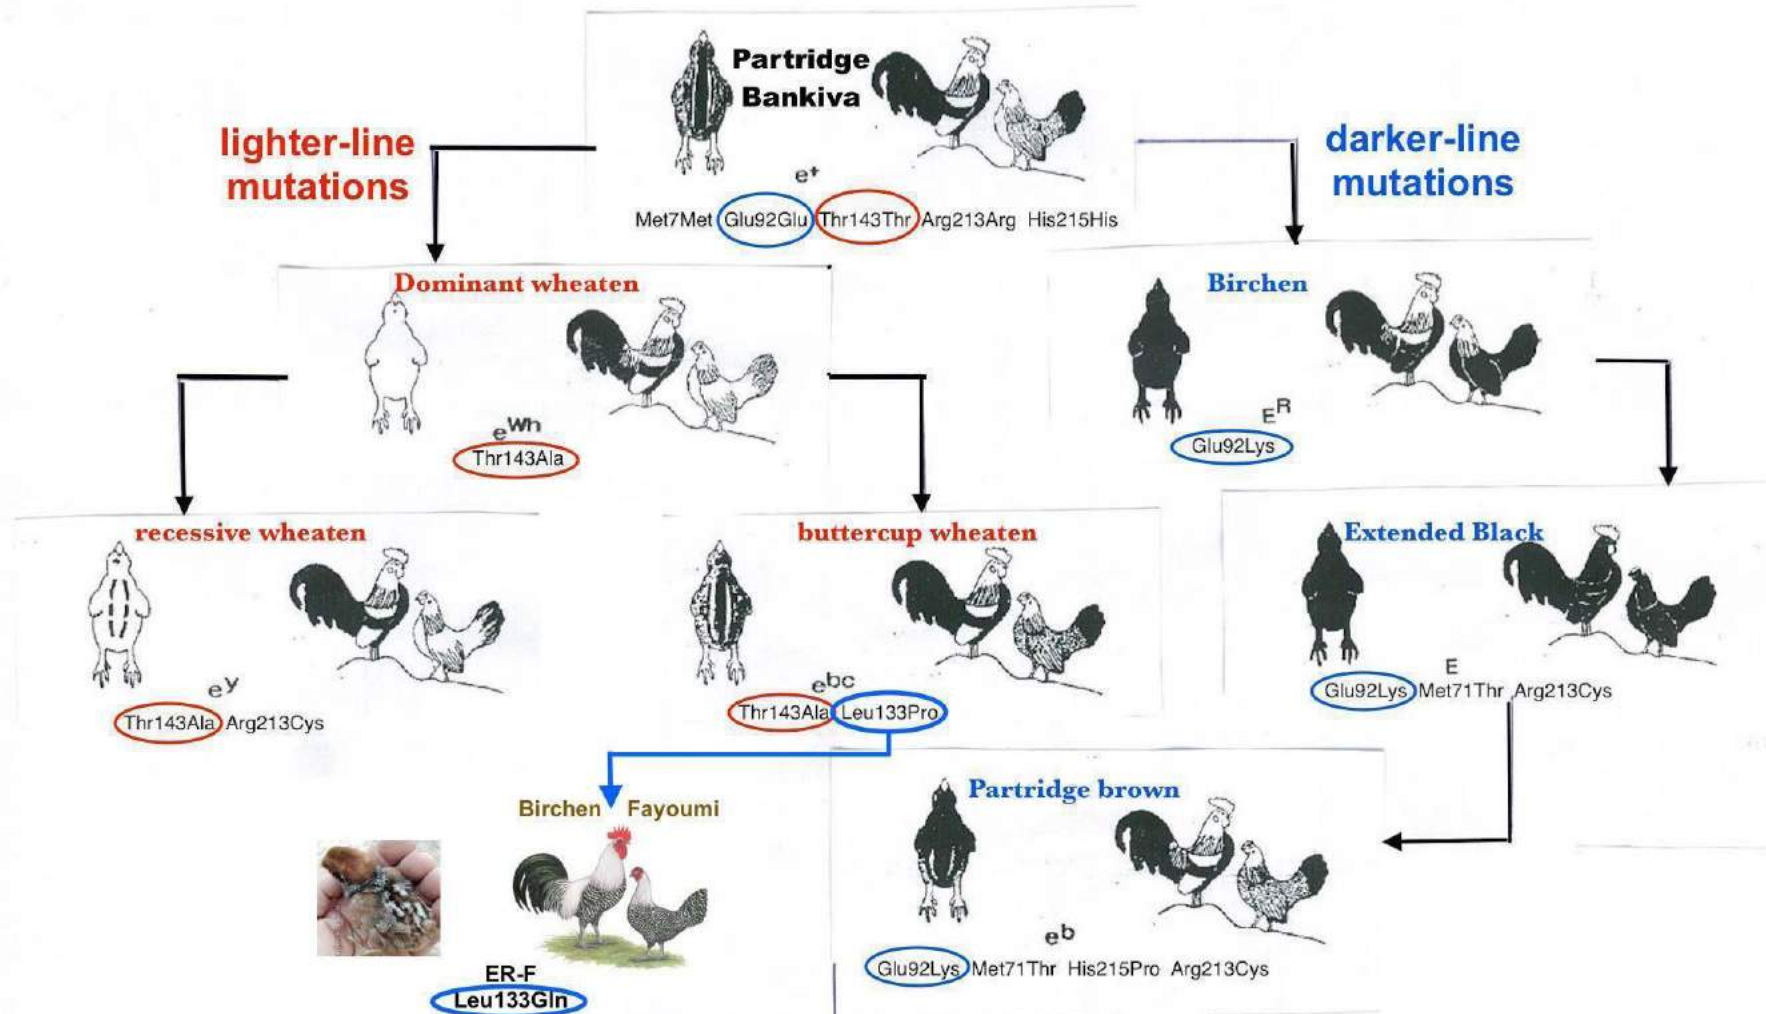 Partridge
Bankiva
lighter-line
mutations
darker-line
mutations
e+
Met7Met Glu92Glu Thr143Thr Arg213Arg His215His
Dominant wheaten
eWh
Thr143Ala
Birchen
ER
Glu92Lys
recessive wheaten
ey
Thr143Ala Arg213Cys
buttercup wheaten
ebc
Thr143Ala Leu133Pro
Extended Black
E
Glu92Lys Met71Thr Arg213Cys
Birchen Fayoumi
ER-F
Leu133Gln
Partridge brown
eb
Glu92Lys Met71Thr His215Pro Arg213Cys